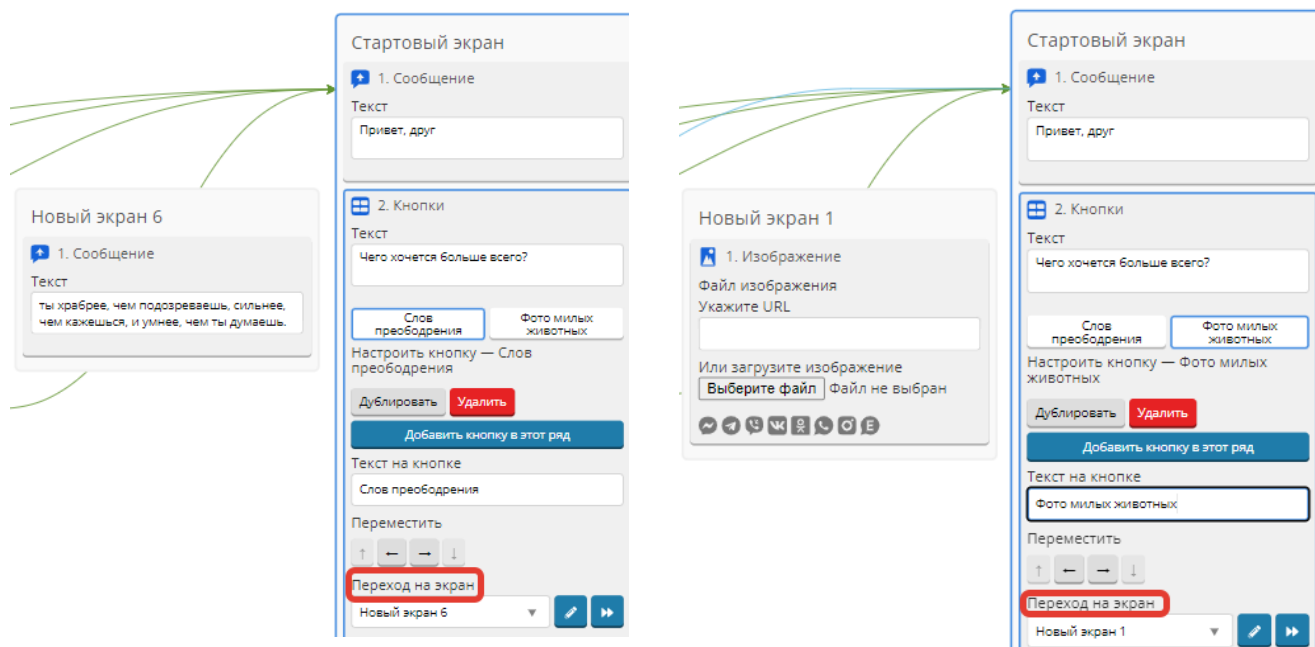 Стартовый экран
1. Сообщение
Текст
Привет, друг
Новый экран 6
1. Сообщение
Текст
ты храбрее, чем подозреваешь, сильнее,
чем кажешься, и умнее, чем ты думаешь.
2. Кнопки
Текст
Чего хочется больше всего?
Слов
преободрения
Фото милых
животных
Настроить кнопку — Слов
преободрения
Дублировать
Удалить
Добавить кнопку в этот ряд
Текст на кнопке
Слов преободрения
Переместить
↑ ← → ↓
Переход на экран
Новый экран 6
Стартовый экран
1. Сообщение
Текст
Привет, друг
Новый экран 1
1. Изображение
Файл изображения
Укажите URL
Или загрузите изображение
Выберите файл Файл не выбран
2. Кнопки
Текст
Чего хочется больше всего?
Слов
преободрения
Фото милых
животных
Настроить кнопку — Фото милых
животных
Дублировать
Удалить
Добавить кнопку в этот ряд
Текст на кнопке
Фото милых животных
Переместить
↑ ← → ↓
Переход на экран
Новый экран 1